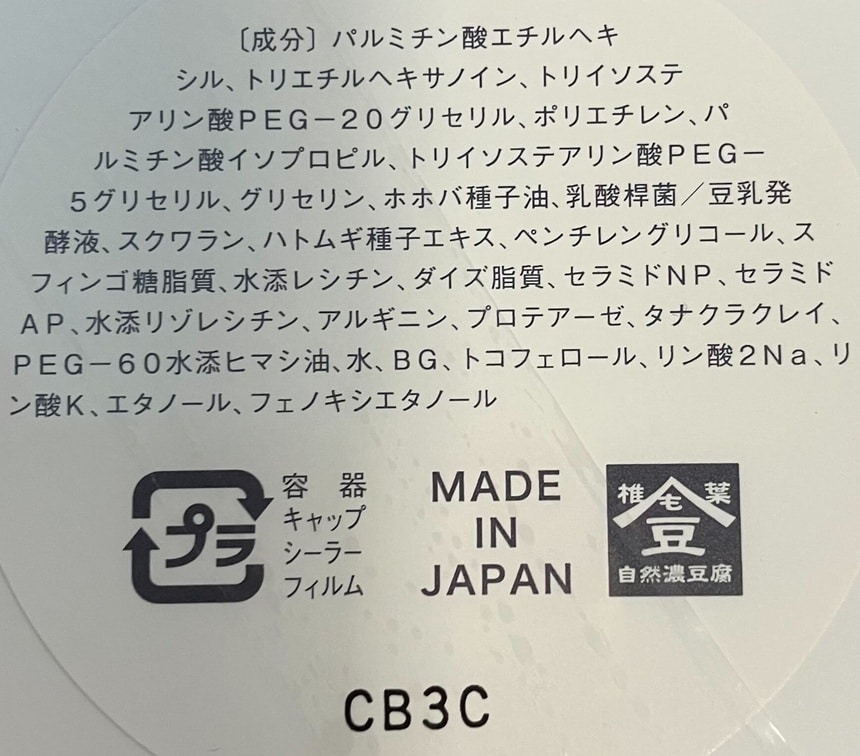 〔成分〕パルミチン酸エチルヘキ
シル、トリエチルヘキサノイン、トリイソステ
アリン酸PEG－20グリセリル、ポリエチレン、パ
ルミチン酸イソプロピル、トリイソステアリン酸PEG－
5グリセリル、グリセリン、ホホバ種子油、乳酸桿菌／豆乳発
酵液、スクワラン、ハトムギ種子エキス、ペンチレングリコール、ス
フィンゴ糖脂質、水添レシチン、ダイズ脂質、セラミドNP、セラミド
AP、水添リゾレシチン、アルギニン、プロテアーゼ、タナクラクレイ、
PEG－60水添ヒマシ油、水、BG、トコフェロール、リン酸2Na、リ
ン酸K、エタノール、フェノキシエタノール
プラ
容器
キャップ
シーラー
フィルム
MADE
IN
JAPAN
椎も葉
豆
自然濃豆腐
CB3C